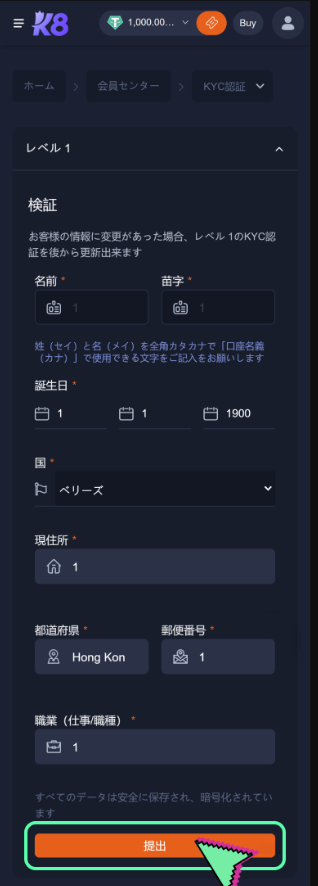 K8
1,000.00...
Buy
ホーム > 会員センター > KYC認証
レベル 1
検証
お客様の情報に変更があった場合、レベル 1のKYC認
証を後から更新出来ます
名前 * 苗字 *
1 1
姓（セイ）と名（メイ）を全角カタカナで「口座名義
（カナ）」で使用できる文字をご記入をお願いします
誕生日 *
1 1 1900
国 *
ベリーズ
現住所 *
1
都道府県 * 郵便番号 *
Hong Kon 1
職業（仕事/職種） *
1
すべてのデータは安全に保存され、暗号化されてい
ます
提出